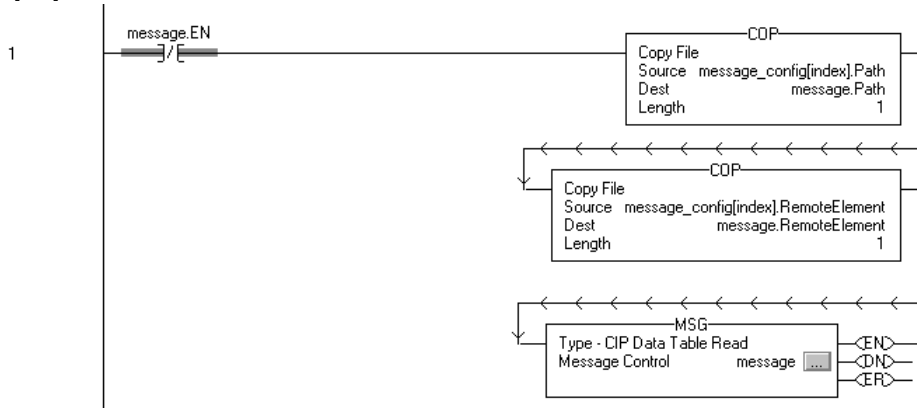 1
message.EN
COP
Copy File
Source message_config[index].Path
Dest message.Path
Length 1
COP
Copy File
Source message_config[index].RemoteElement
Dest message.RemoteElement
Length 1
MSG
Type - CIP Data Table Read
Message Control message ...
EN
DN
ER